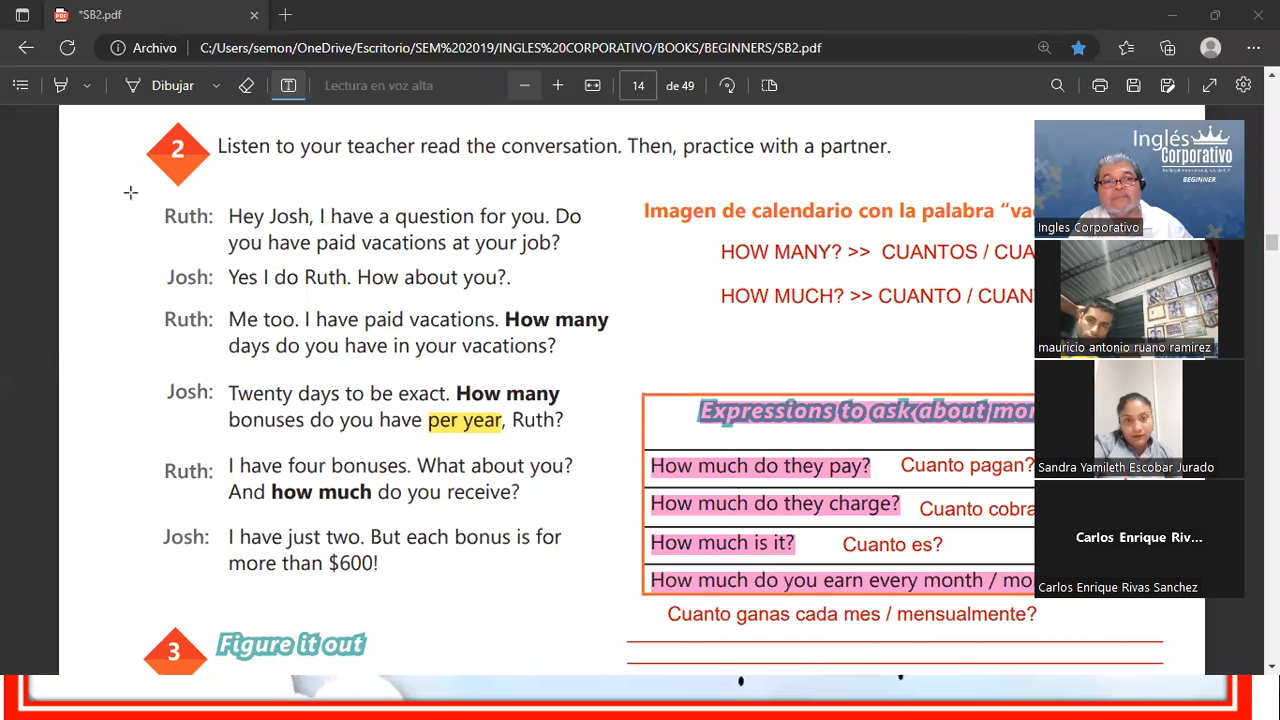 *SB2.pdf
Archivo
C:/Users/semon/OneDrive/Escritorio/SEM%202019/INGLES%20CORPORATIVO/BOOKS/BEGINNERS/SB2.pdf
Dibujar
Lectura en voz alta
14
de 49
2
Listen to your teacher read the conversation. Then, practice with a partner.
Ruth: Hey Josh, I have a question for you. Do
you have paid vacations at your job?
Josh: Yes I do Ruth. How about you?.
Ruth: Me too. I have paid vacations. How many
days do you have in your vacations?
Josh: Twenty days to be exact. How many
bonuses do you have per year, Ruth?
Ruth: I have four bonuses. What about you?
And how much do you receive?
Josh: I have just two. But each bonus is for
more than $600!
3
Figure it out
Imagen de calendario con la palabra “va
HOW MANY? >> CUANTOS / CUA
HOW MUCH? >> CUANTO / CUAN
Expressions to ask about mo
How much do they pay? Cuanto pagan?
How much do they charge? Cuanto cobra
How much is it? Cuanto es?
How much do you earn every month / mo
Cuanto ganas cada mes / mensualmente?
Inglés
Corporativo
BEGINNER
Ingles Corporativo
mauricio antonio ruano ramirez
Sandra Yamileth Escobar Jurado
Carlos Enrique Riv...
Carlos Enrique Rivas Sanchez